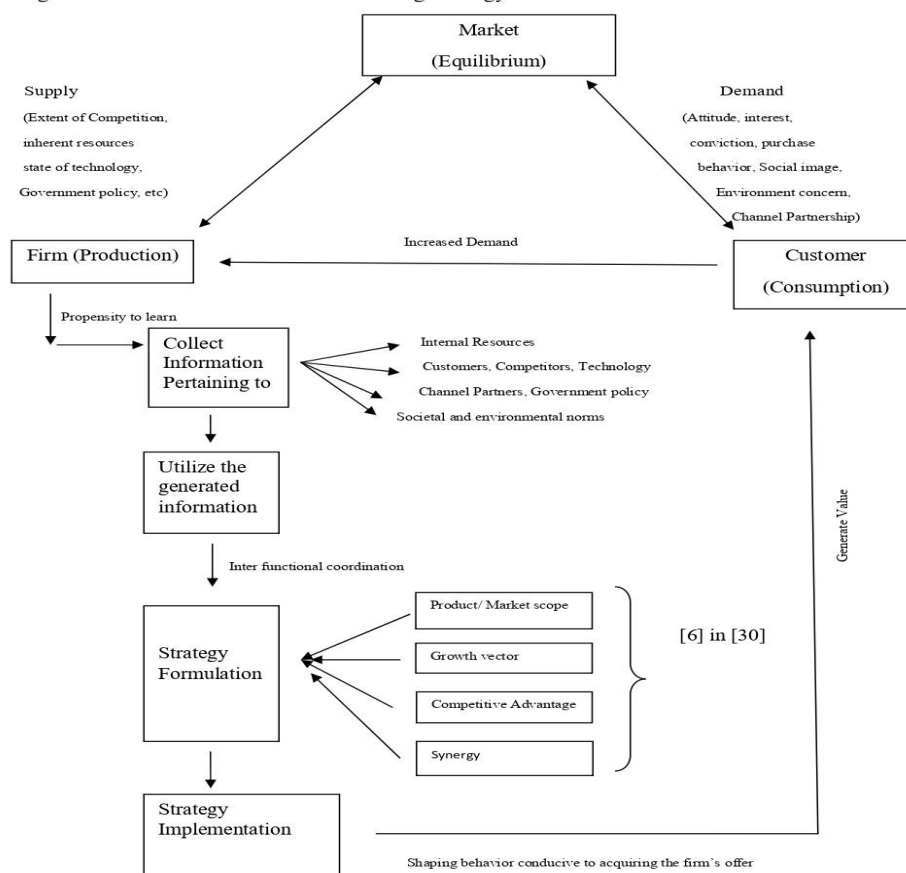 Market
(Equilibrium)
Supply
(Extent of Competition,
inherent resources
state of technology,
Government policy, etc)
Demand
(Attitude, interest,
conviction, purchase
behavior, Social image,
Environment concern,
Channel Partnership)
Firm (Production)
Increased Demand
Customer
(Consumption)
Propensity to learn
Collect
Information
Pertaining to
Internal Resources
Customers, Competitors, Technology
Channel Partners, Government policy
Societal and environmental norms
Utilize the
generated
information
Generate Value
Inter functional coordination
Strategy
Formulation
Product/ Market scope
Growth vector
Competitive Advantage
Synergy
[6] in [30]
Strategy
Implementation
Shaping behavior conducive to acquiring the firm's offer